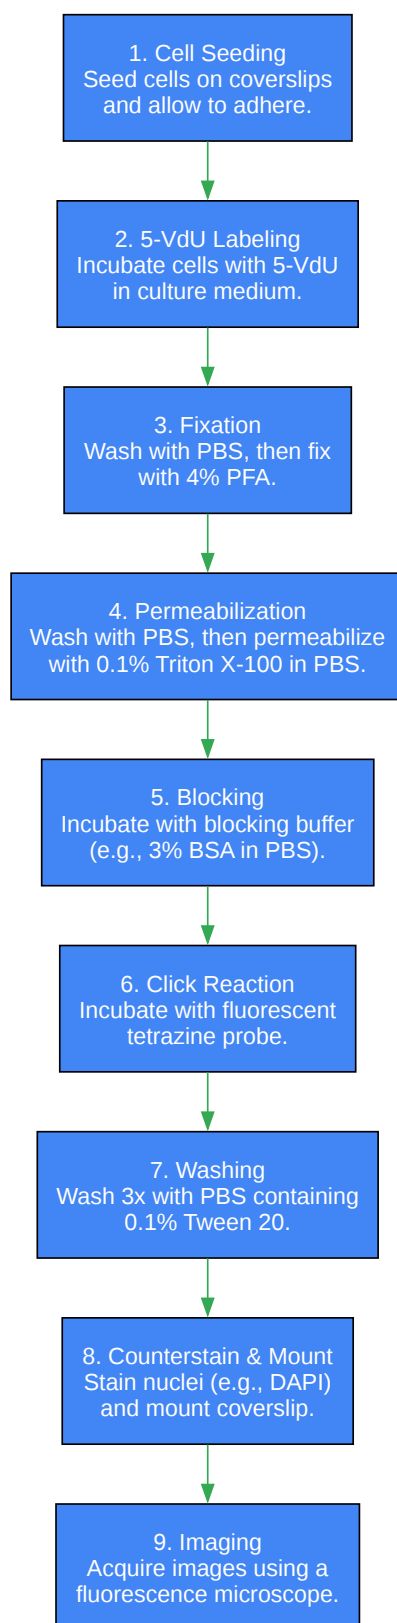 1. Cell Seeding
Seed cells on coverslips
and allow to adhere.
2. 5-VdU Labeling
Incubate cells with 5-VdU
in culture medium.
3. Fixation
Wash with PBS, then fix
with 4% PFA.
4. Permeabilization
Wash with PBS, then permeabilize
with 0.1% Triton X-100 in PBS.
5. Blocking
Incubate with blocking buffer
(e.g., 3% BSA in PBS).
6. Click Reaction
Incubate with fluorescent
tetrazine probe.
7. Washing
Wash 3x with PBS containing
0.1% Tween 20.
8. Counterstain & Mount
Stain nuclei (e.g., DAPI)
and mount coverslip.
9. Imaging
Acquire images using a
fluorescence microscope.